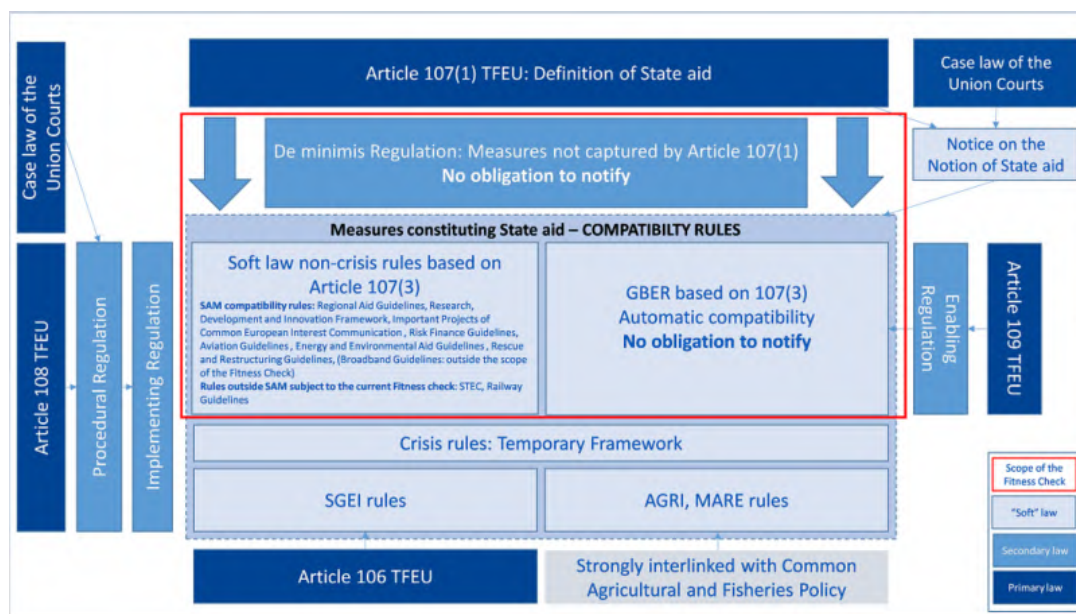 Article 107(1) TFEU: Definition of State aid
Case law of the
Union Courts
Case law of the
Union Courts
De minimis Regulation: Measures not captured by Article 107(1)
No obligation to notify
Notice on the
Notion of State aid
Measures constituting State aid – COMPATIBILTY RULES
Soft law non-crisis rules based on
Article 107(3)
SAM compatibility rules: Regional Aid Guidelines, Research,
Development and Innovation Framework, Important Projects of
Common European Interest Communication , Risk Finance Guidelines,
Aviation Guidelines , Energy and Environmental Aid Guidelines , Rescue
and Restructuring Guidelines, (Broadband Guidelines: outside the scope
of the Fitness Check)
Rules outside SAM subject to the current Fitness check: STEC, Railway
Guidelines
GBER based on 107(3)
Automatic compatibility
No obligation to notify
Article 108 TFEU
Procedural Regulation
Implementing Regulation
Enabling
Regulation
Article 109 TFEU
Crisis rules: Temporary Framework
SGEI rules
AGRI, MARE rules
Article 106 TFEU
Strongly interlinked with Common
Agricultural and Fisheries Policy
Scope of the
Fitness Check
"Soft" law
Secondary law
Primary law